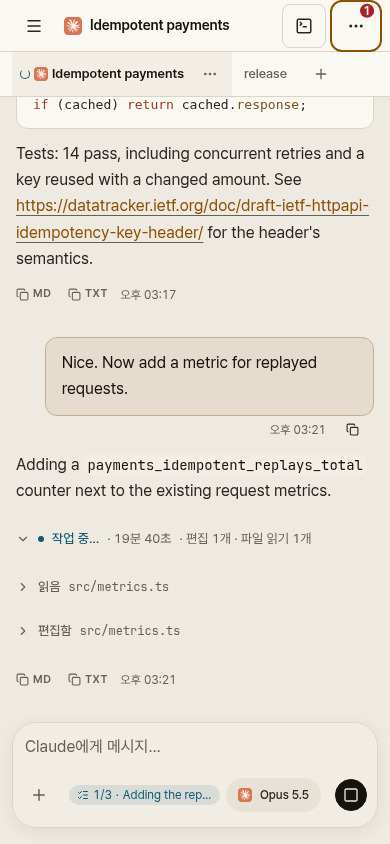 Idempotent payments
1
Idempotent payments
release
if (cached) return cached.response;
Tests: 14 pass, including concurrent retries and a
key reused with a changed amount. See
https://datatracker.ietf.org/doc/draft-ietf-httpapi-
idempotency-key-header/ for the header's
semantics.
MD TXT 오후 03:17
Nice. Now add a metric for replayed
requests.
오후 03:21
Adding a payments_idempotent_replays_total
counter next to the existing request metrics.
작업 중… · 19분 40초 · 편집 1개 · 파일 읽기 1개
읽음 src/metrics.ts
편집함 src/metrics.ts
MD TXT 오후 03:21
Claude에게 메시지…
1/3 · Adding the rep…
Opus 5.5